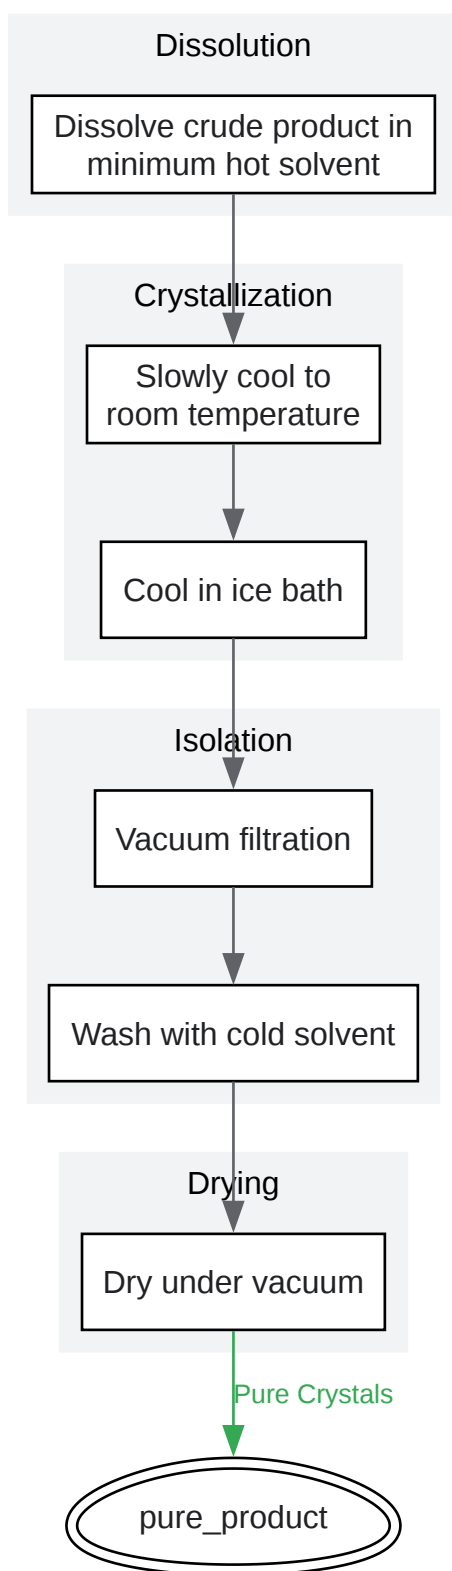 Dissolution
Dissolve crude product in
minimum hot solvent
Crystallization
Slowly cool to
room temperature
Cool in ice bath
Isolation
Vacuum filtration
Wash with cold solvent
Drying
Dry under vacuum
Pure Crystals
pure_product